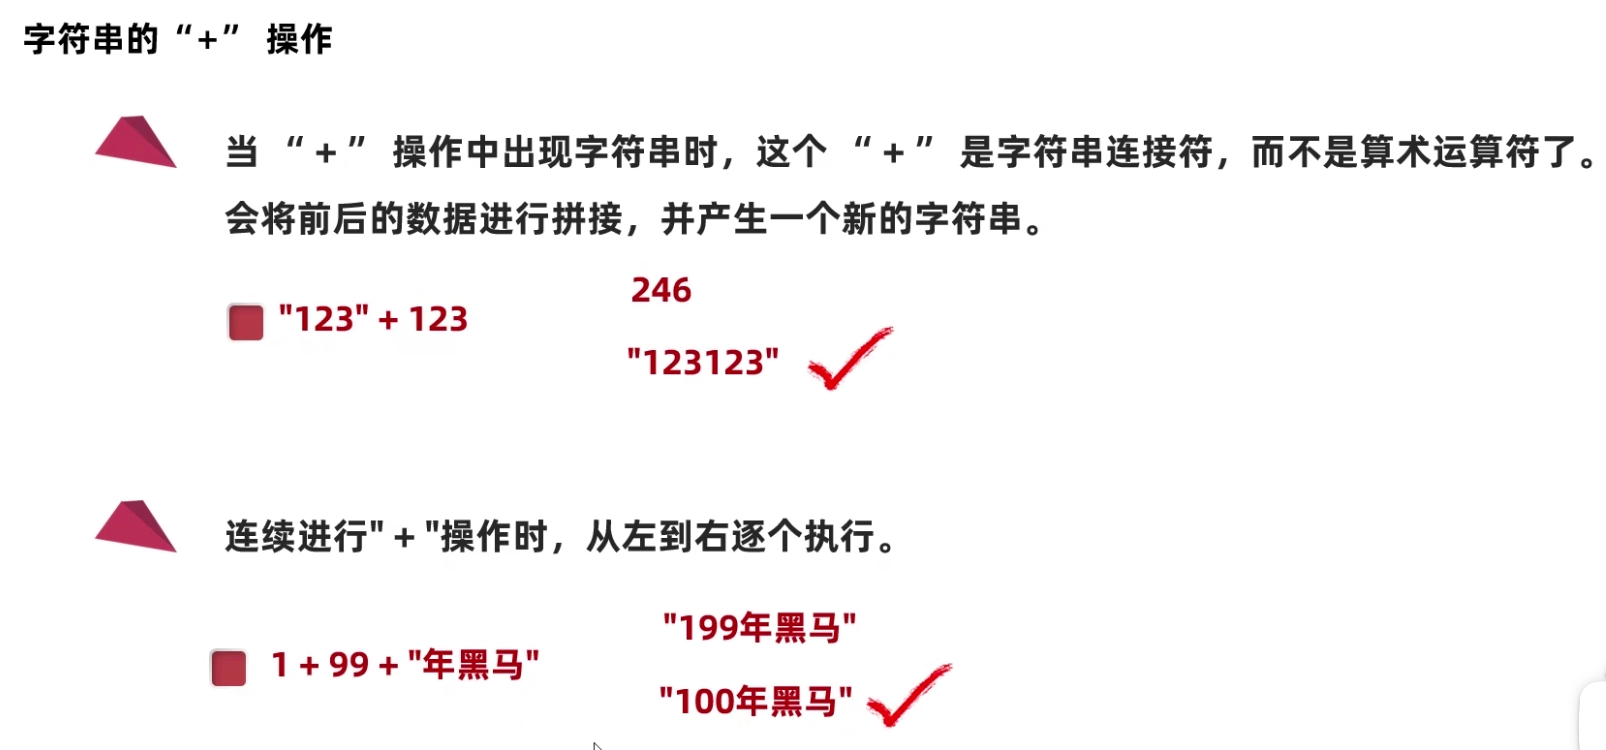 字符串的“+” 操作
当 “ + ” 操作中出现字符串时，这个 “ + ” 是字符串连接符，而不是算术运算符了。
会将前后的数据进行拼接，并产生一个新的字符串。
"123" + 123
246
"123123"
连续进行" + "操作时，从左到右逐个执行。
1 + 99 + "年黑马"
"199年黑马"
"100年黑马"